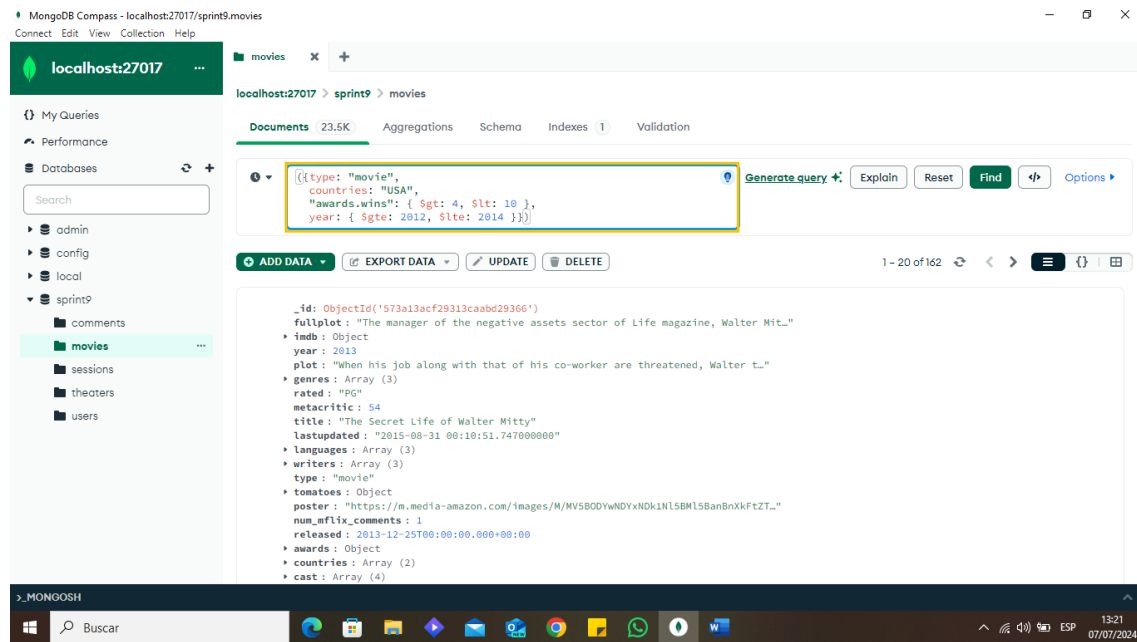 MongoDB Compass - localhost:27017/sprint9.movies
Connect Edit View Collection Help
localhost:27017 ...
movies
localhost:27017 > sprint9 > movies
{} My Queries
Performance
Databases
Search
admin
config
local
sprint9
comments
movies ...
sessions
theaters
users
Documents 23.5K Aggregations Schema Indexes 1 Validation
({type: "movie",
countries: "USA",
"awards.wins": { $gt: 4, $lt: 10 },
year: { $gte: 2012, $lte: 2014 }})
Generate query Explain Reset Find </> Options
ADD DATA EXPORT DATA UPDATE DELETE 1 – 20 of 162 {}
_id: ObjectId('573a13acf29313caabd29366')
fullplot : "The manager of the negative assets sector of Life magazine, Walter Mit…"
imdb : Object
year : 2013
plot : "When his job along with that of his co-worker are threatened, Walter t…"
genres : Array (3)
rated : "PG"
metacritic : 54
title : "The Secret Life of Walter Mitty"
lastupdated : "2015-08-31 00:10:51.747000000"
languages : Array (3)
writers : Array (3)
type : "movie"
tomatoes : Object
poster : "https://m.media-amazon.com/images/M/MV5BODYwNDYxNDk1Nl5BMl5BanBnXkFtZT…"
num_mflix_comments : 1
released : 2013-12-25T00:00:00.000+00:00
awards : Object
countries : Array (2)
cast : Array (4)
>_MONGOSH
Buscar
ESP
13:21
07/07/2024